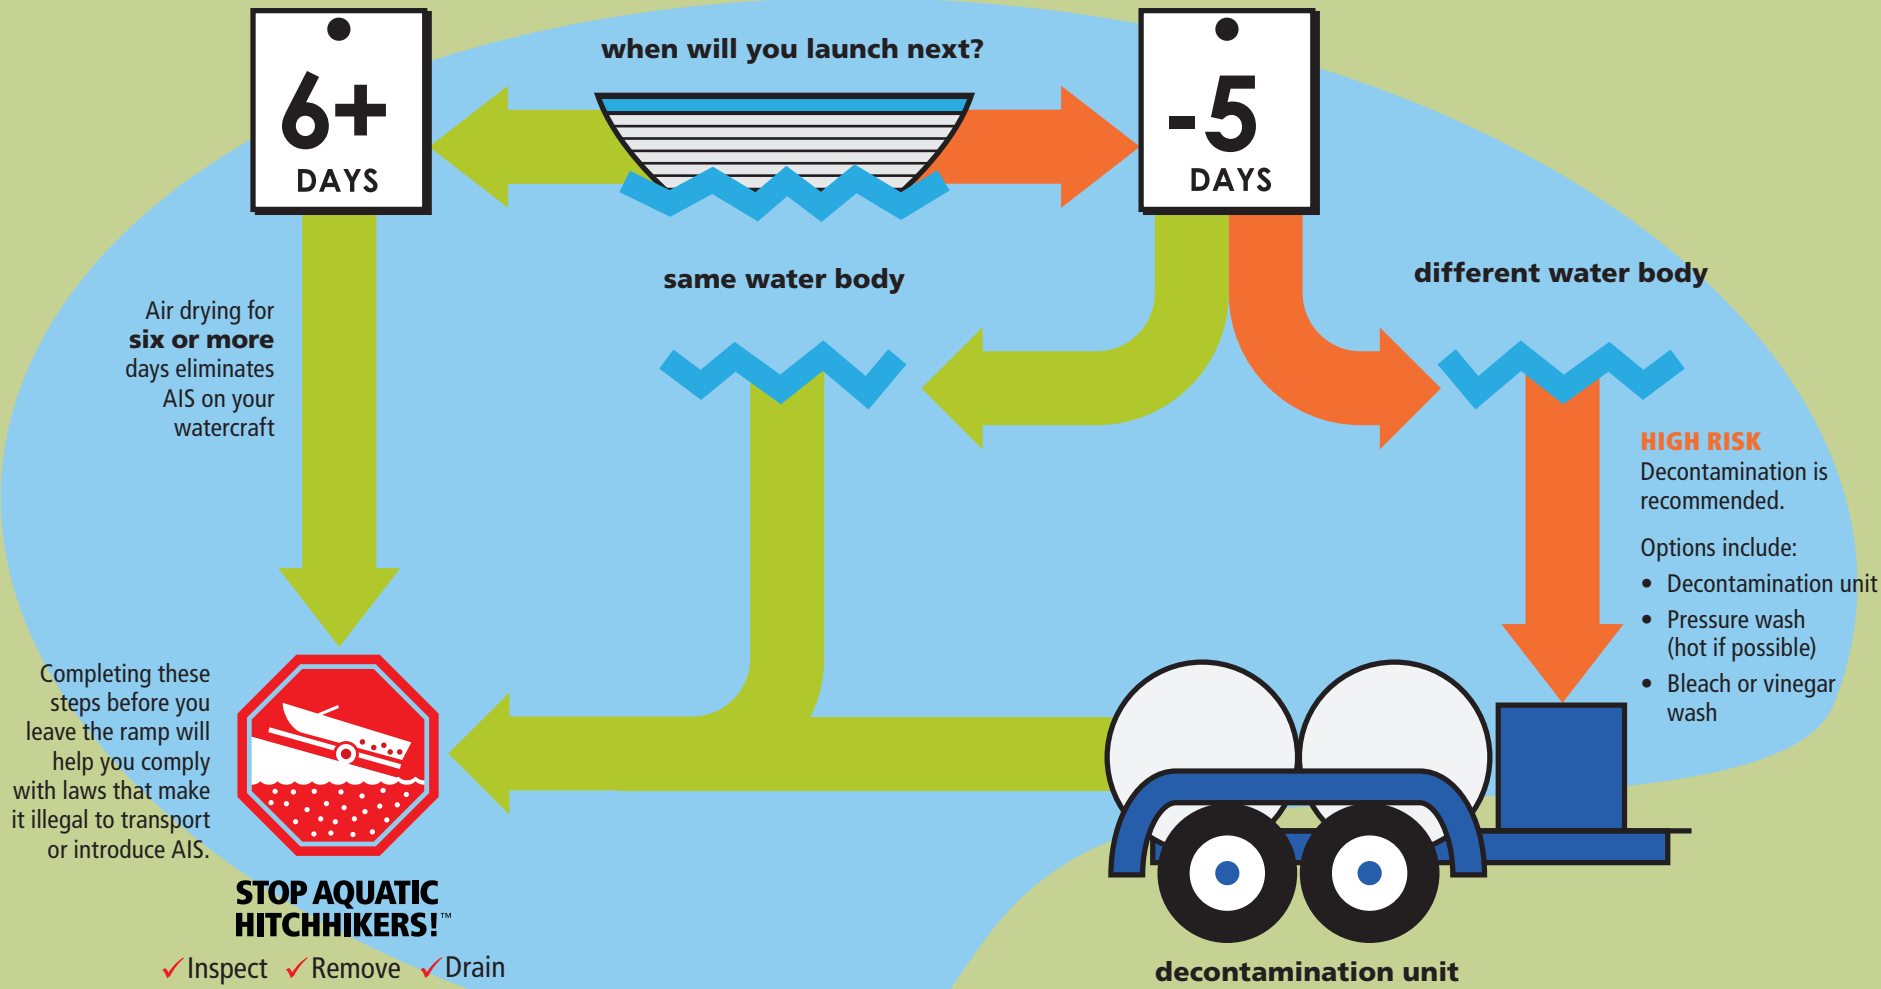 when will you launch next?
6+
DAYS
-5
DAYS
same water body
different water body
Air drying for
six or more
days eliminates
AIS on your
watercraft
HIGH RISK
Decontamination is
recommended.
Options include:
• Decontamination unit
• Pressure wash
(hot if possible)
• Bleach or vinegar
wash
Completing these
steps before you
leave the ramp will
help you comply
with laws that make
it illegal to transport
or introduce AIS.
STOP AQUATIC
HITCHHIKERS!™
✓Inspect ✓Remove ✓Drain
decontamination unit